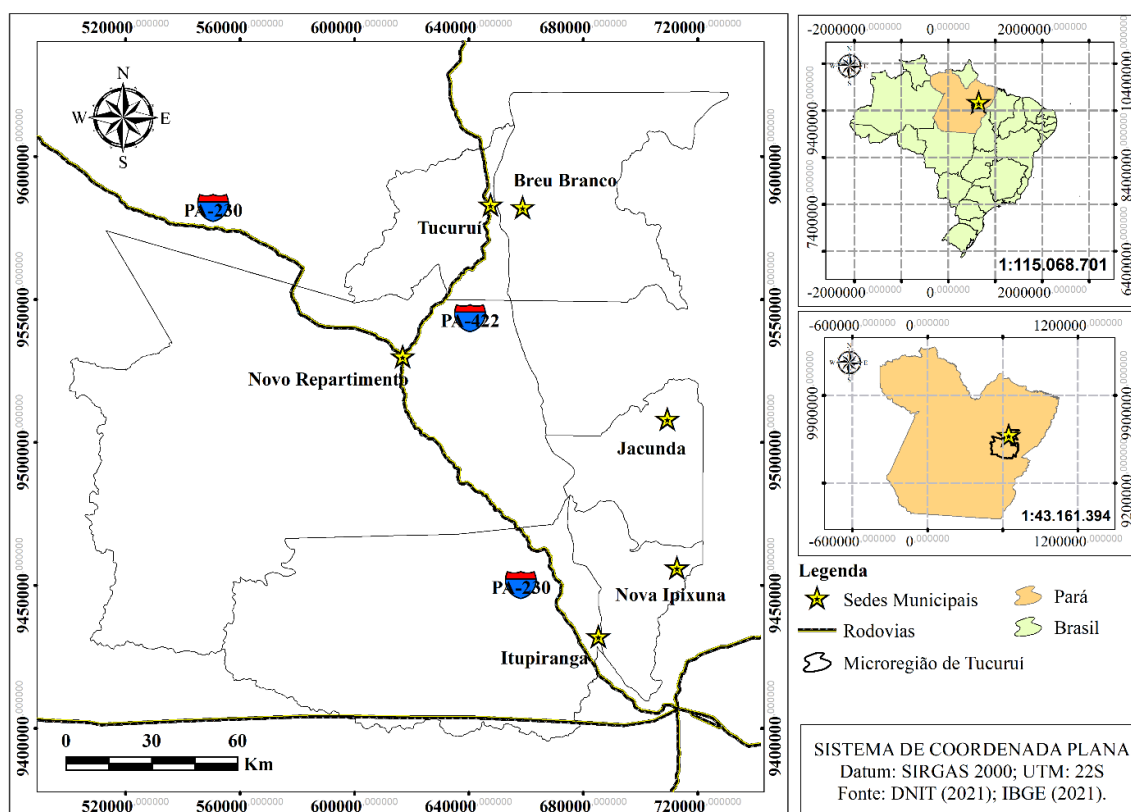 520000,000000 560000,000000 600000,000000 640000,000000 680000,000000 720000,000000
9600000,000000
9550000,000000
9500000,000000
9450000,000000
9400000,000000
N
W E
S
PA-230
Breu Branco
Tucuruí
PA-422
Novo Repartimento
Jacunda
PA-230
Nova Ipixuna
Itupiranga
0 30 60
Km
9600000,000000
9550000,000000
9500000,000000
9450000,000000
9400000,000000
520000,000000 560000,000000 600000,000000 640000,000000 680000,000000 720000,000000
-2000000,000000 0,000000 2000000,000000
9400000,000000
7400000,000000
10400000,000000
8400000,000000
6400000,000000
1:115.068.701
-2000000,000000 0,000000 2000000,000000
-600000,000000 0,000000 1200000,000000
9900000,000000
9200000,000000
9900000,000000
9200000,000000
1:43.161.394
-600000,000000 0,000000 1200000,000000
Legenda
Sedes Municipais
Pará
Rodovias
Brasil
Microregião de Tucuruí
SISTEMA DE COORDENADA PLANA
Datum: SIRGAS 2000; UTM: 22S
Fonte: DNIT (2021); IBGE (2021).